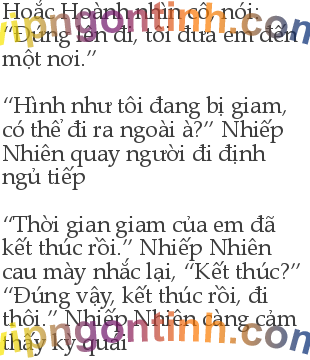 Hoắc Hoành nhìn cô, nói:
“Đứng lên đi, tôi đưa em đến
một nơi.”
“Hình như tôi đang bị giam,
có thể đi ra ngoài à?” Nhiếp
Nhiên quay người đi định
ngủ tiếp
“Thời gian giam của em đã
kết thúc rồi.” Nhiếp Nhiên
cau mày nhắc lại, “Kết thúc?”
“Đúng vậy, kết thúc rồi, đi
thôi.” Nhiếp Nhiên càng cảm
thấy kỳ quái
vipngontinh.com
vipngontinh.com